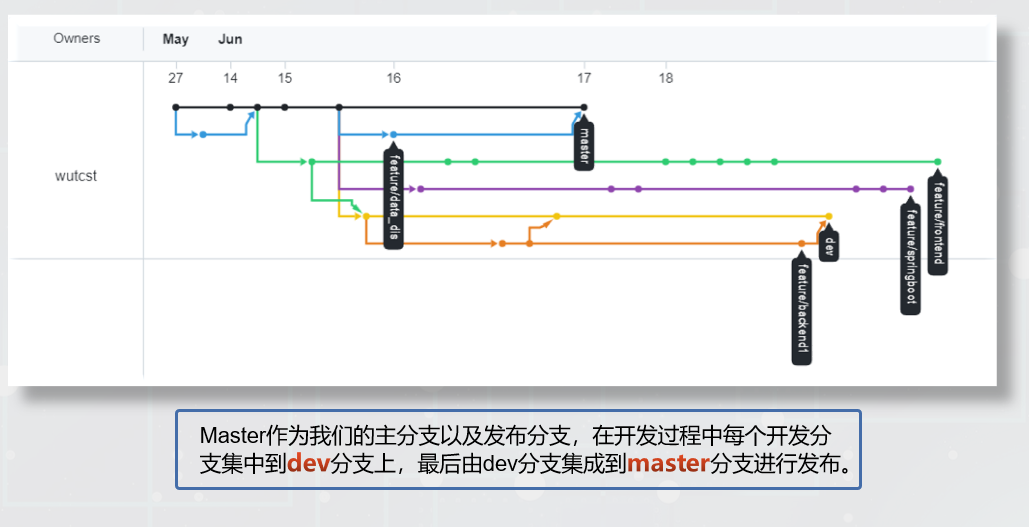 Owners
May
Jun
27
14
15
16
17
18
wutcst
master
feature/data_dis
feature/frontend
feature/springboot
dev
feature/backend1
Master作为我们的主分支以及发布分支，在开发过程中每个开发分
支集中到dev分支上，最后由dev分支集成到master分支进行发布。